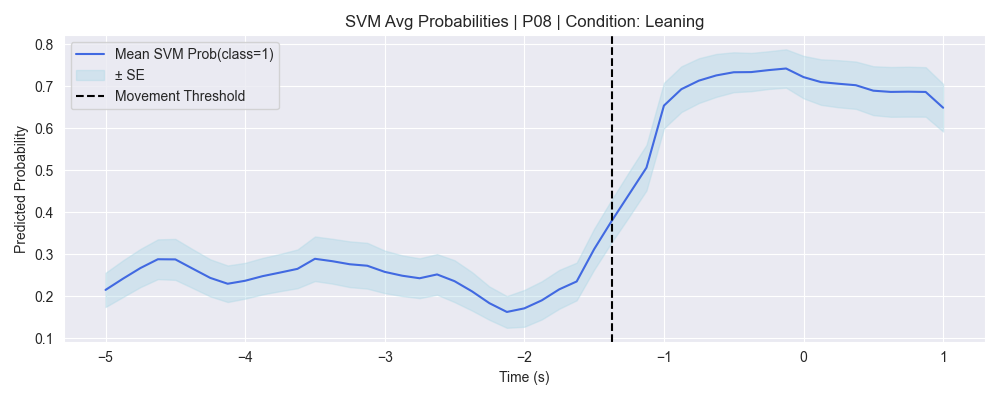 SVM Avg Probabilities | P08 | Condition: Leaning
Mean SVM Prob(class=1)
± SE
Movement Threshold
Predicted Probability
0.8
0.7
0.6
0.5
0.4
0.3
0.2
0.1
−5
−4
−3
−2
−1
0
1
Time (s)